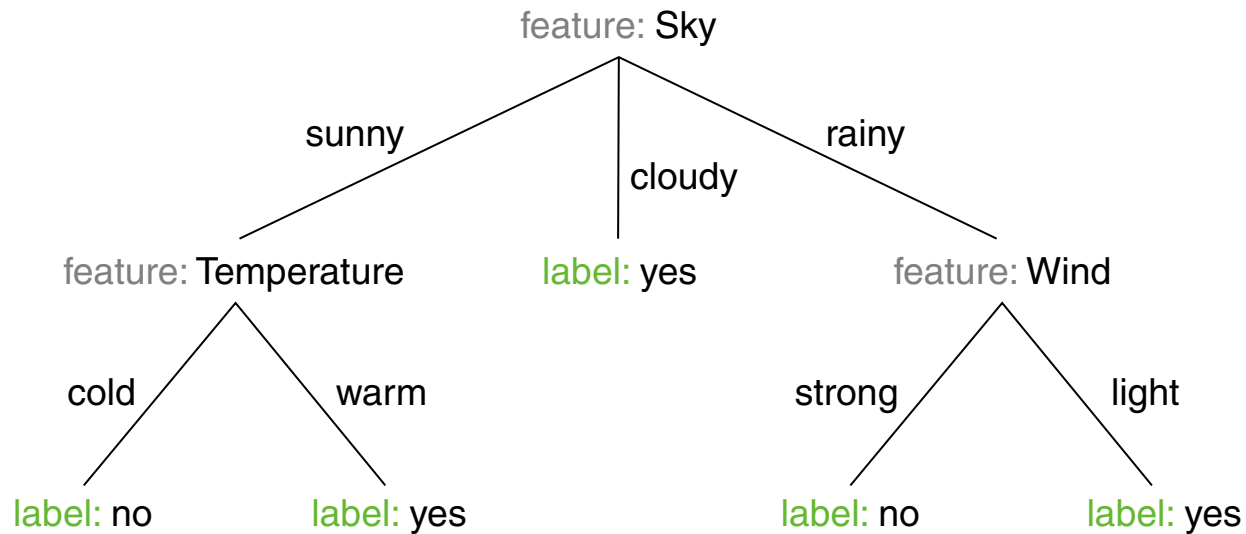 feature: Sky
sunny
rainy
cloudy
feature: Temperature
label: yes
feature: Wind
cold
warm
strong
light
label: no
label: yes
label: no
label: yes